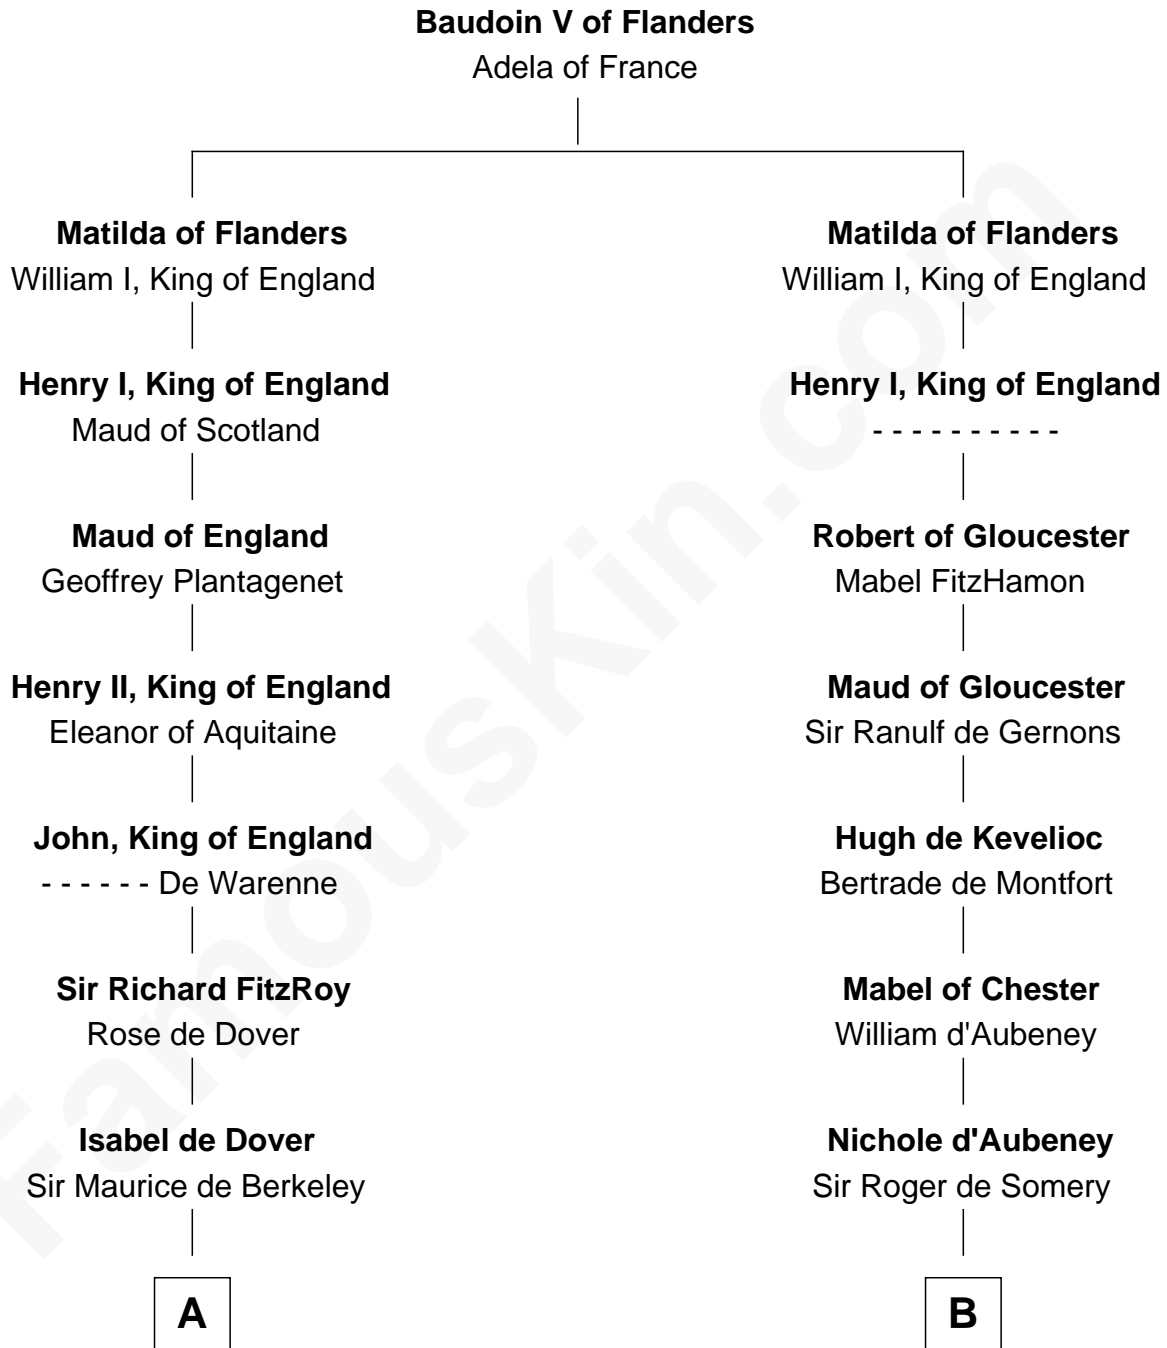 Baudoin V of Flanders
Adela of France
Matilda of Flanders
William I, King of England
Henry I, King of England
Maud of Scotland
Maud of England
Geoffrey Plantagenet
Henry II, King of England
Eleanor of Aquitaine
John, King of England
- - - - - - De Warenne
Sir Richard FitzRoy
Rose de Dover
Isabel de Dover
Sir Maurice de Berkeley
A
Matilda of Flanders
William I, King of England
Henry I, King of England
- - - - - - - - - -
Robert of Gloucester
Mabel FitzHamon
Maud of Gloucester
Sir Ranulf de Gernons
Hugh de Kevelioc
Bertrade de Montfort
Mabel of Chester
William d'Aubeney
Nichole d'Aubeney
Sir Roger de Somery
B
FamousKin.com